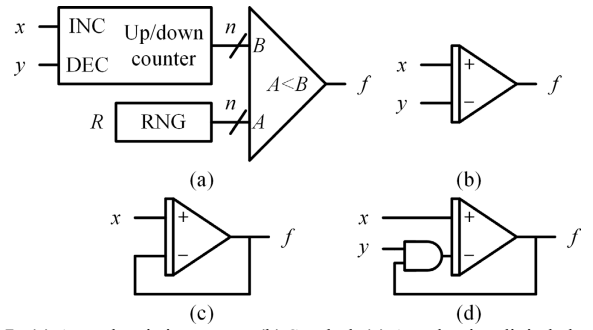 x INC Up/down counter n B
y DEC
A<B f
R RNG n A
x + f
y −
(a) (b)
x + f
−
x + f
y −
(c) (d)